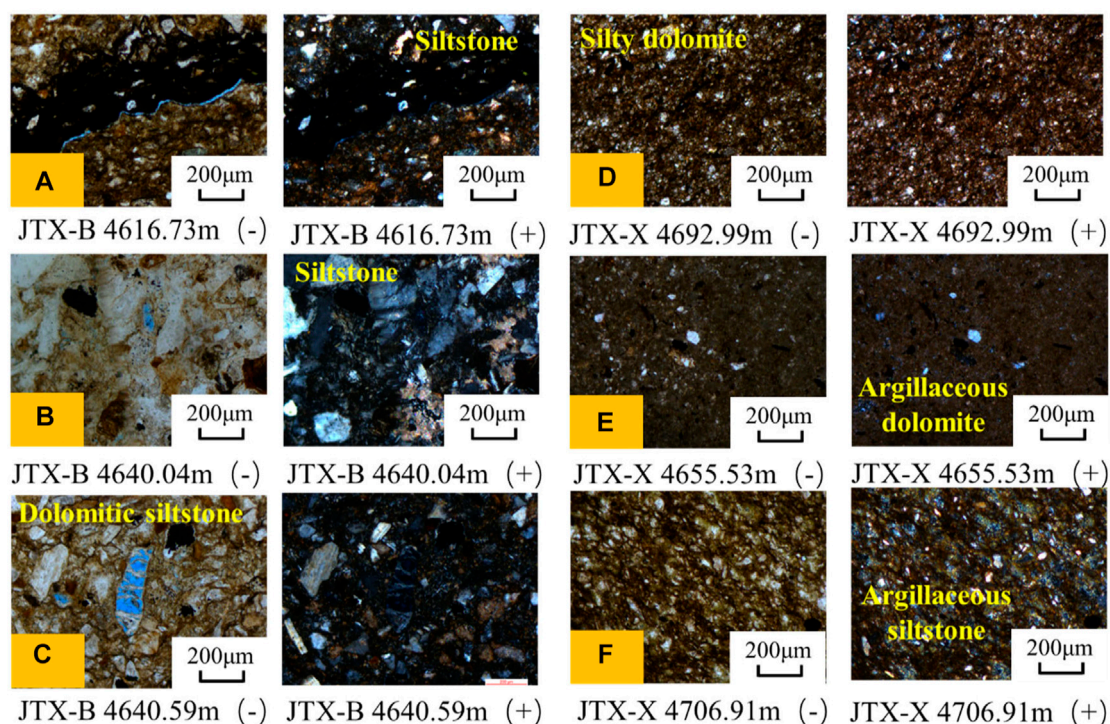 Siltstone
Silty dolomite
A
200μm
200μm
D
200μm
200μm
JTX-B 4616.73m (-)
JTX-B 4616.73m (+)
JTX-X 4692.99m (-)
JTX-X 4692.99m (+)
Siltstone
B
200μm
200μm
E
200μm
Argillaceous
dolomite
200μm
JTX-B 4640.04m (-)
JTX-B 4640.04m (+)
JTX-X 4655.53m (-)
JTX-X 4655.53m (+)
Dolomitic siltstone
C
200μm
F
200μm
Argillaceous
siltstone
200μm
JTX-B 4640.59m (-)
JTX-B 4640.59m (+)
JTX-X 4706.91m (-)
JTX-X 4706.91m (+)